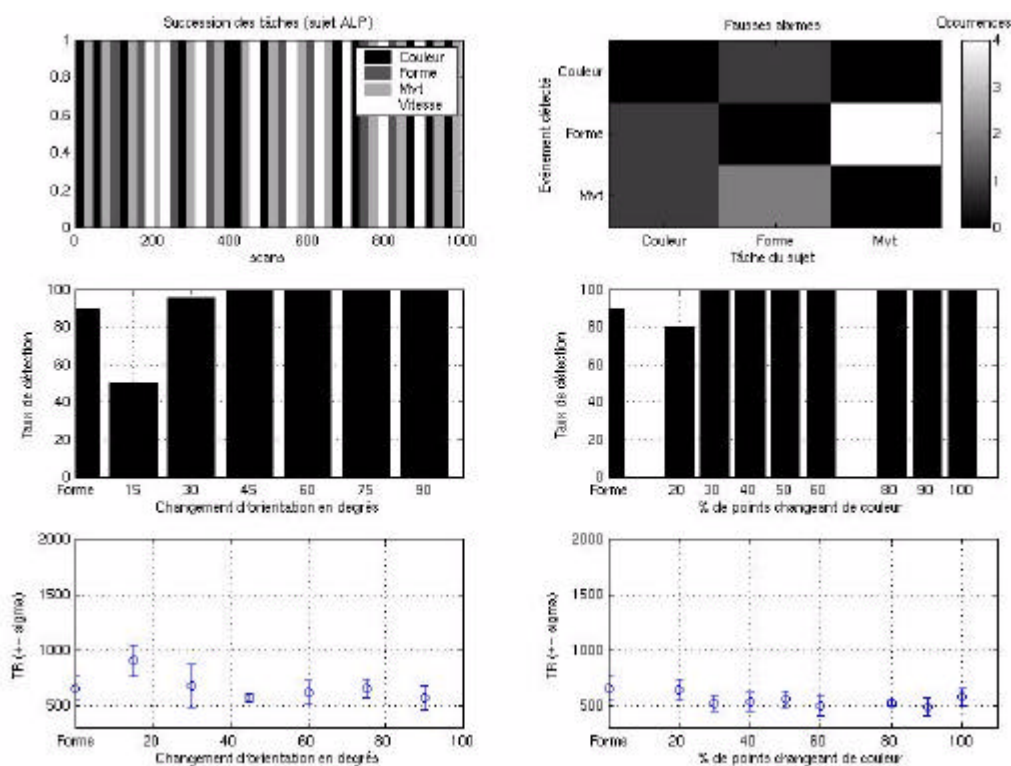 Succession des tâches (sujet ALP)
1
0.8
0.6
0.4
0.2
0
Couleur
Forme
Mvt
Vitesse
0 200 400 600 800 1000
scans
Fausses alarmes
Occurrences
Evénement détecté
Couleur
Forme
Mvt
Couleur Forme Mvt
Tâche du sujet
4
3
2
1
0
Taux de détection
100
80
60
40
20
0
Forme 15 30 45 60 75 90
Changement d'orientation en degrés
Taux de détection
100
80
60
40
20
0
Forme 20 30 40 50 60 80 90 100
% de points changeant de couleur
TR (+- sigma)
2000
1500
1000
500
Forme 20 40 60 80 100
Changement d'orientation en degrés
TR (+- sigma)
2000
1500
1000
500
Forme 20 30 40 50 60 80 90 100
% de points changeant de couleur